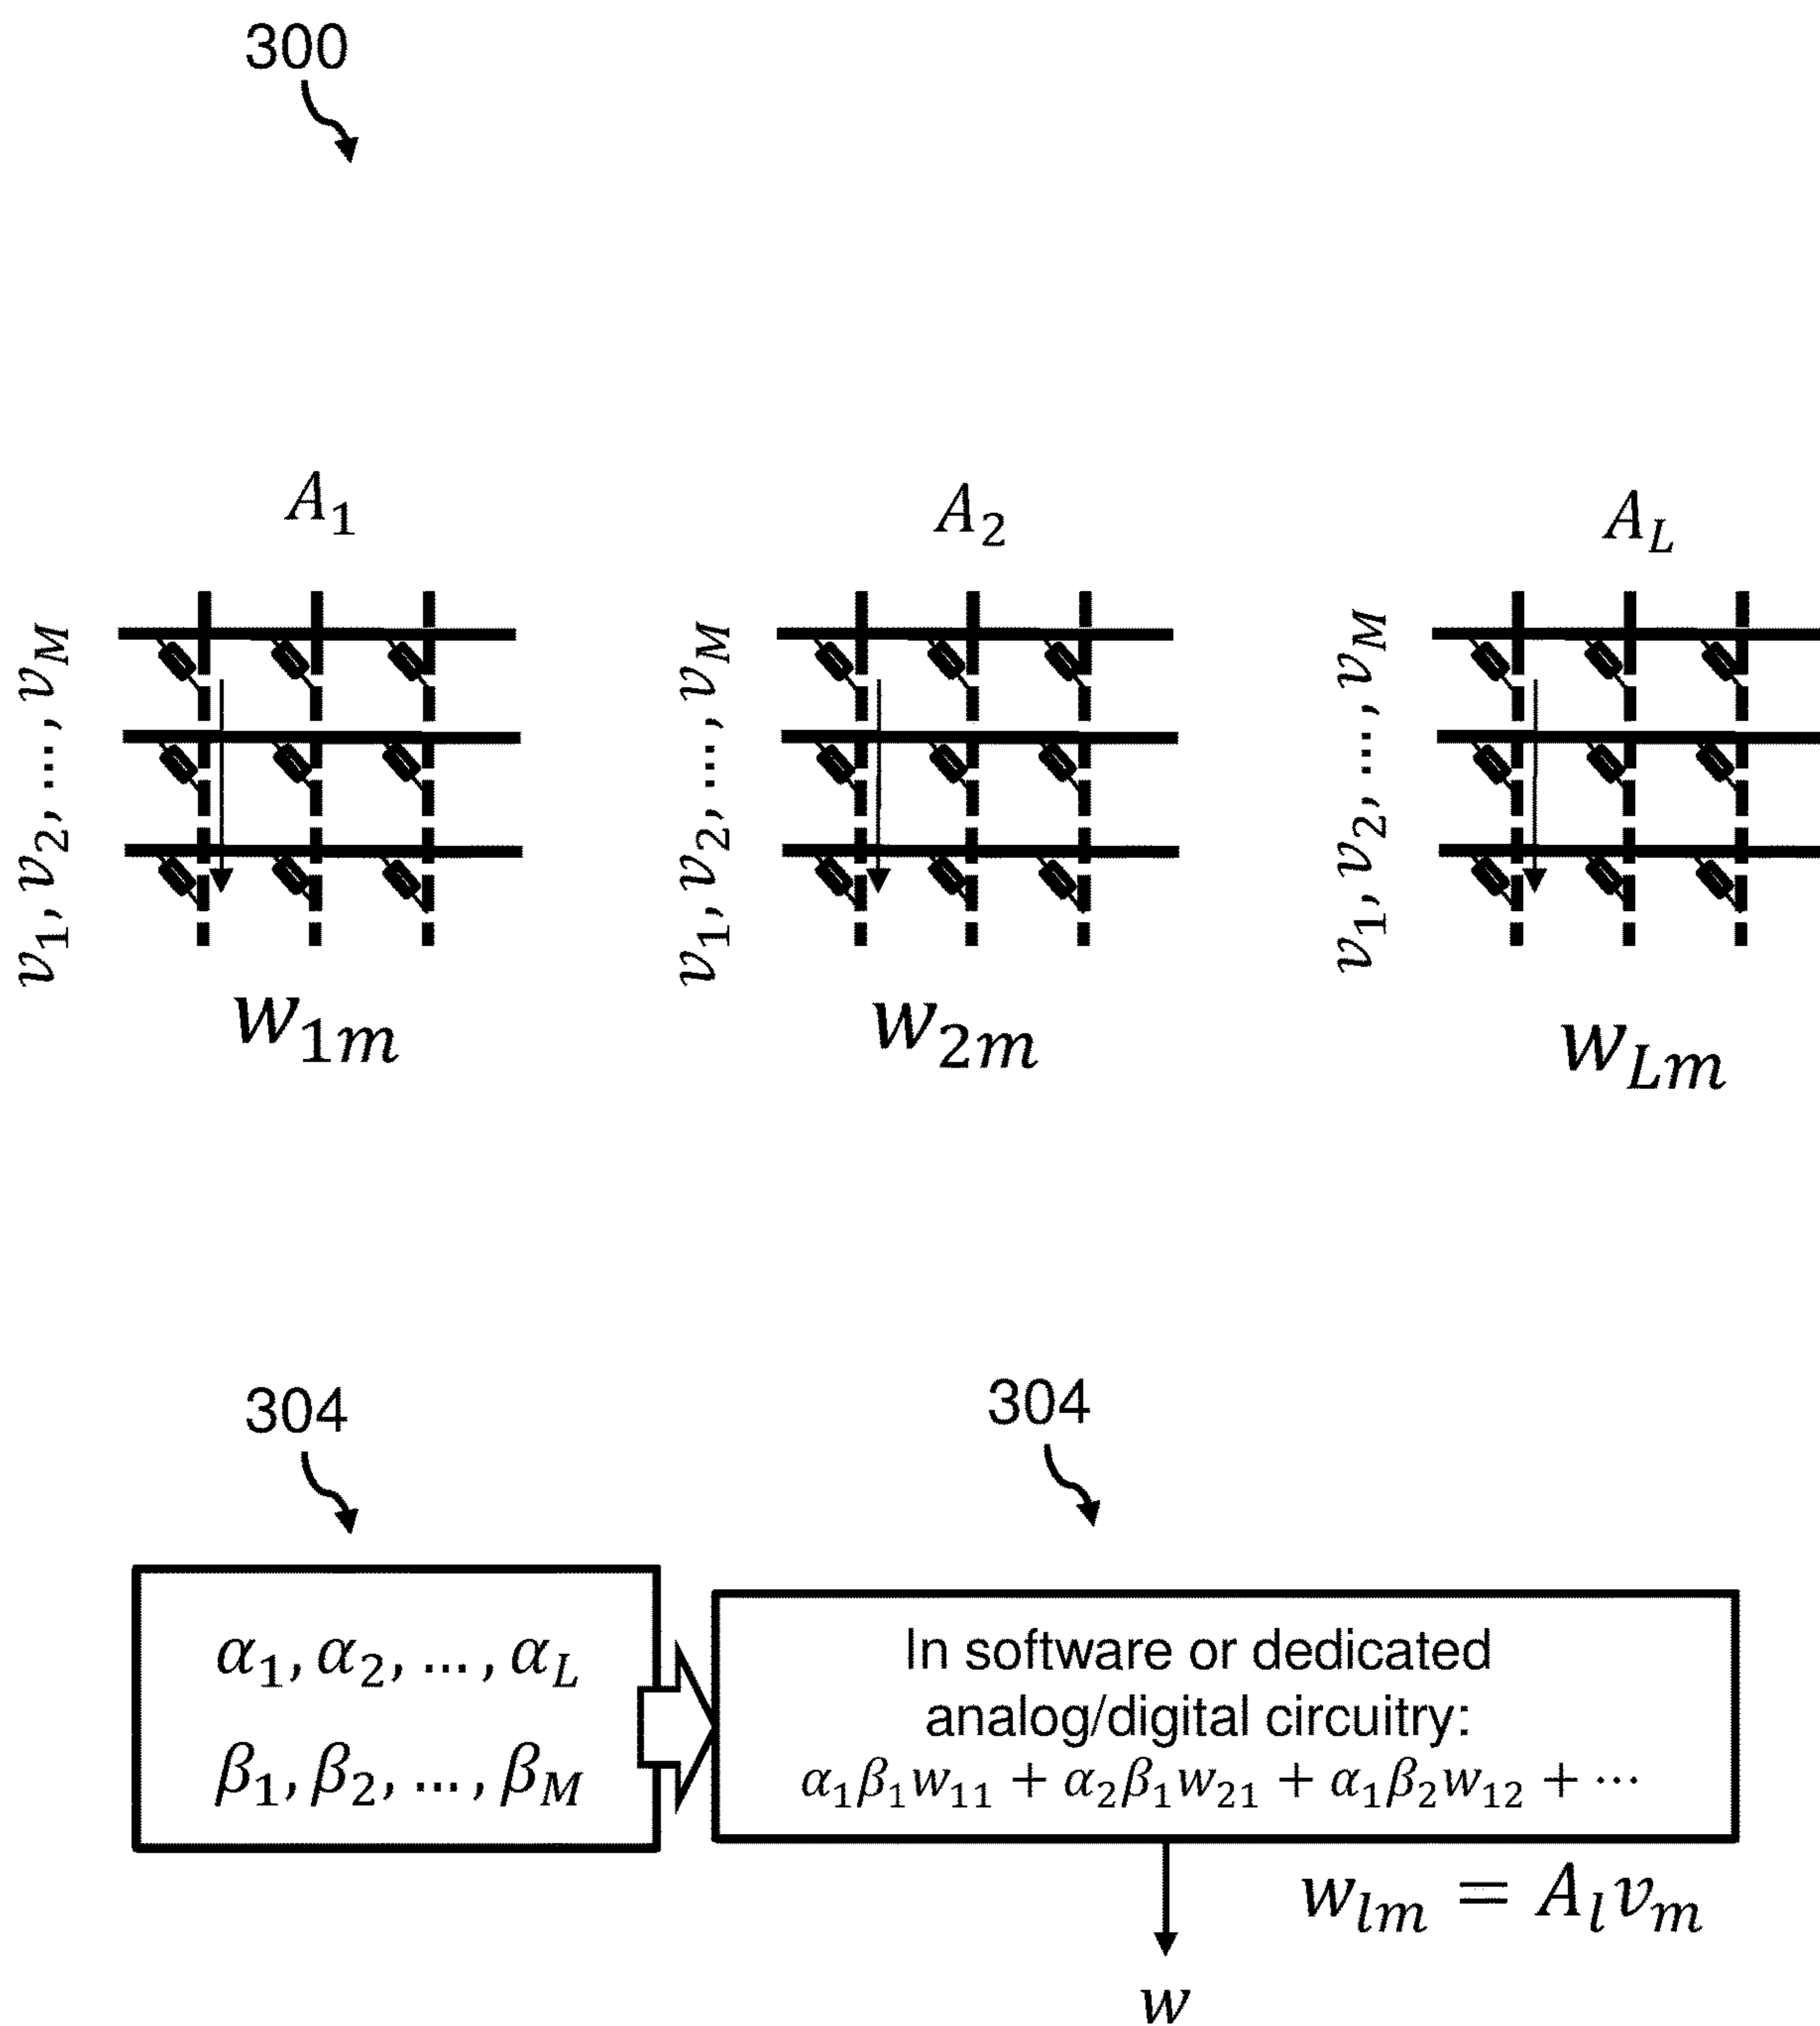 300
A₁
A₂
A_L
v₁, v₂, ..., v_M
v₁, v₂, ..., v_M
v₁, v₂, ..., v_M
w₁ₘ
w₂ₘ
w_Lm
304
304
α₁, α₂, ..., α_L
β₁, β₂, ..., β_M
In software or dedicated
analog/digital circuitry:
α₁β₁w₁₁ + α₂β₁w₂₁ + α₁β₂w₁₂ + ⋯
w_lm = A_l v_m
w